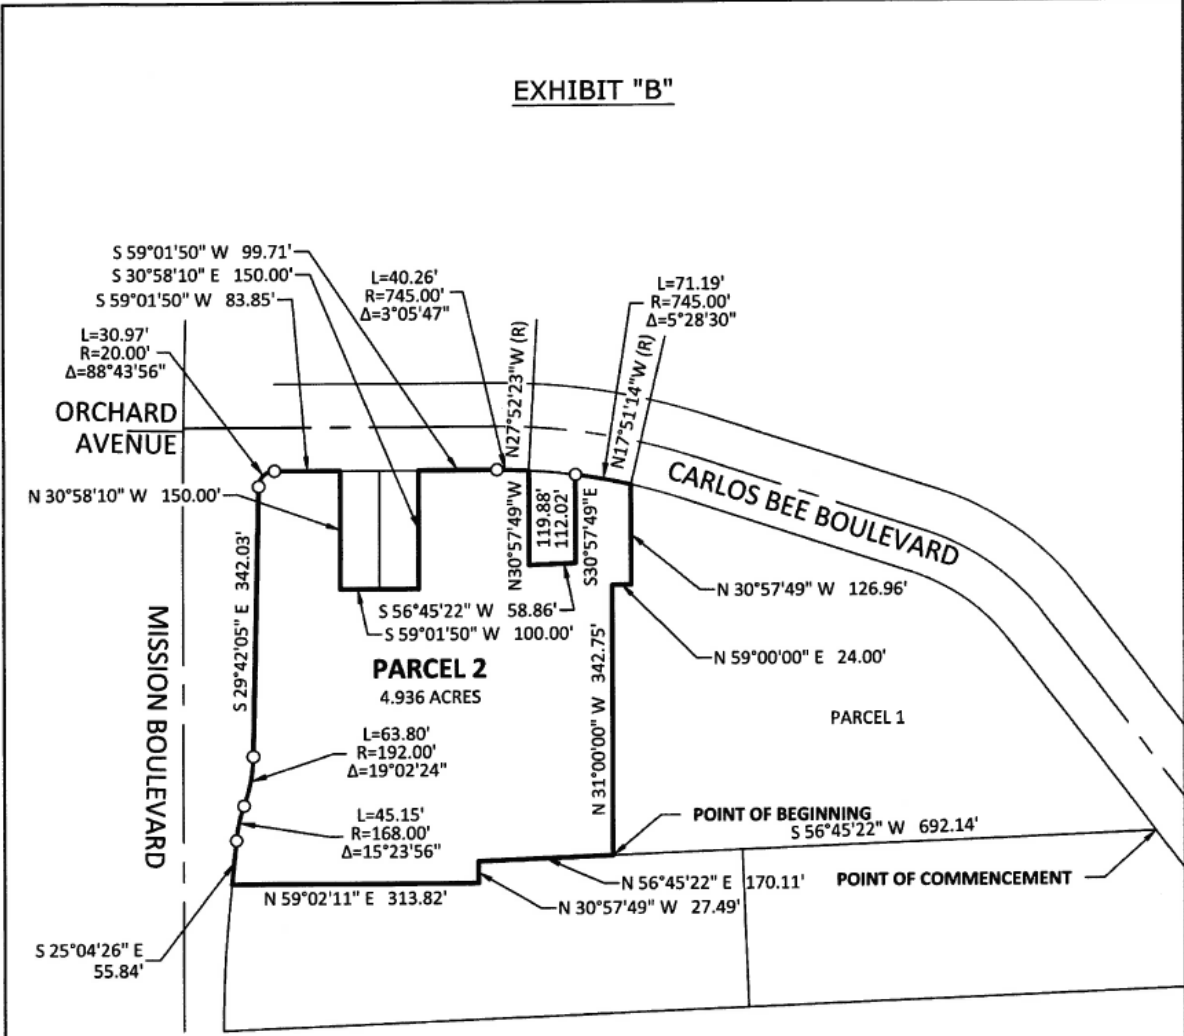 EXHIBIT "B"
S 59°01'50" W 99.71'
S 30°58'10" E 150.00'
S 59°01'50" W 83.85'
L=30.97'
R=20.00'
Δ=88°43'56"
L=40.26'
R=745.00'
Δ=3°05'47"
L=71.19'
R=745.00'
Δ=5°28'30"
N27°52'23"W (R)
N17°51'14"W (R)
ORCHARD
AVENUE
CARLOS BEE BOULEVARD
N 30°58'10" W 150.00'
S 29°42'05" E 342.03'
N30°57'49"W
119.88'
112.02'
S30°57'49"E
N 30°57'49" W 126.96'
S 56°45'22" W 58.86'
S 59°01'50" W 100.00'
N 59°00'00" E 24.00'
MISSION BOULEVARD
PARCEL 2
4.936 ACRES
N 31°00'00" W 342.75'
PARCEL 1
L=63.80'
R=192.00'
Δ=19°02'24"
L=45.15'
R=168.00'
Δ=15°23'56"
POINT OF BEGINNING
S 56°45'22" W 692.14'
N 56°45'22" E 170.11'
POINT OF COMMENCEMENT
N 59°02'11" E 313.82'
N 30°57'49" W 27.49'
S 25°04'26" E
55.84'